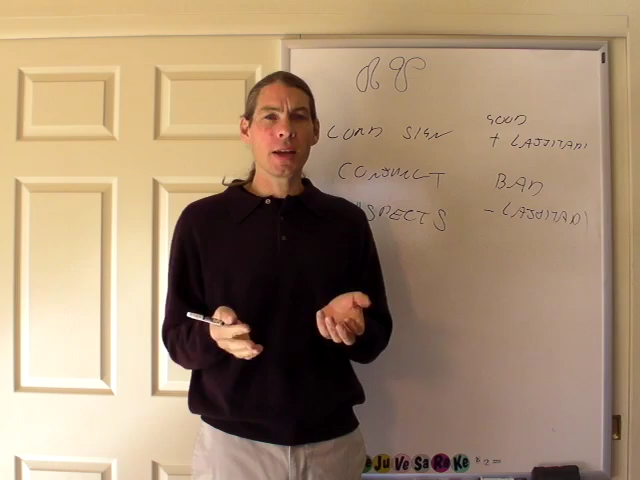 LORD SIGN
GOOD
+ LAJJITADI
CONJUNCT
BAD
ASPECTS
- LAJJITADI
Ju Ve Sa Ra Ke